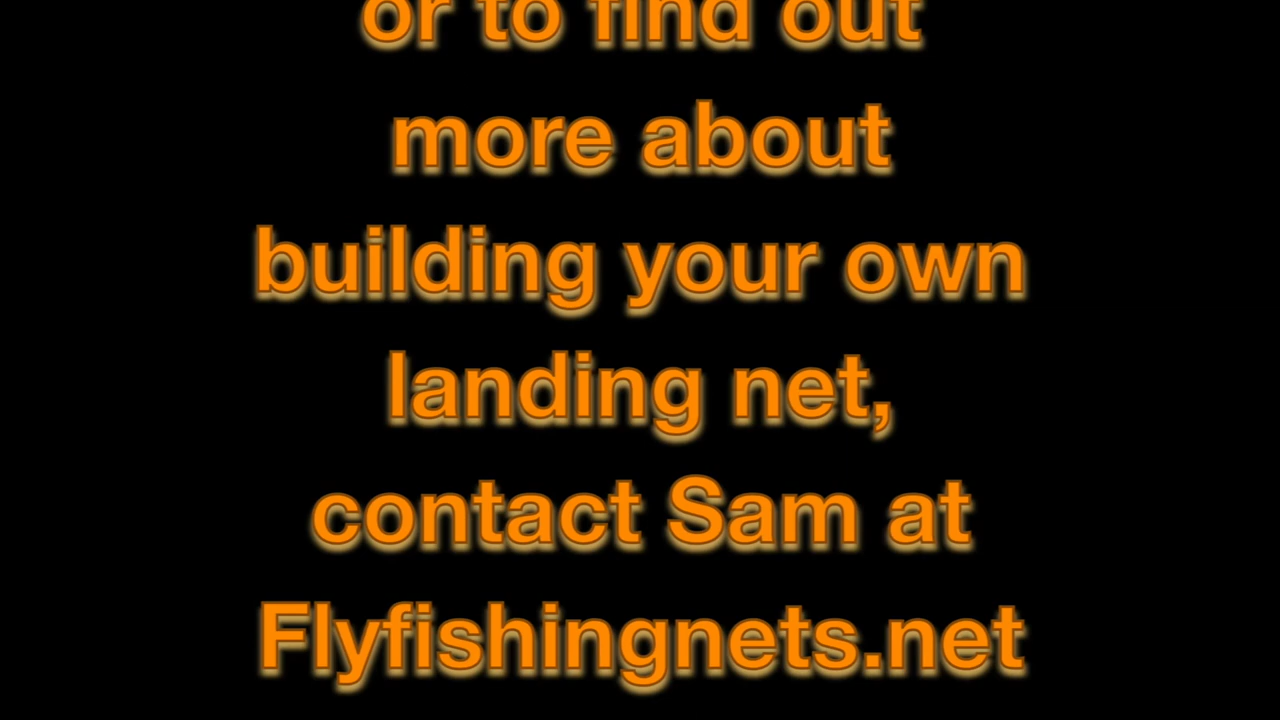 or to find out
more about
building your own
landing net,
contact Sam at
Flyfishingnets.net